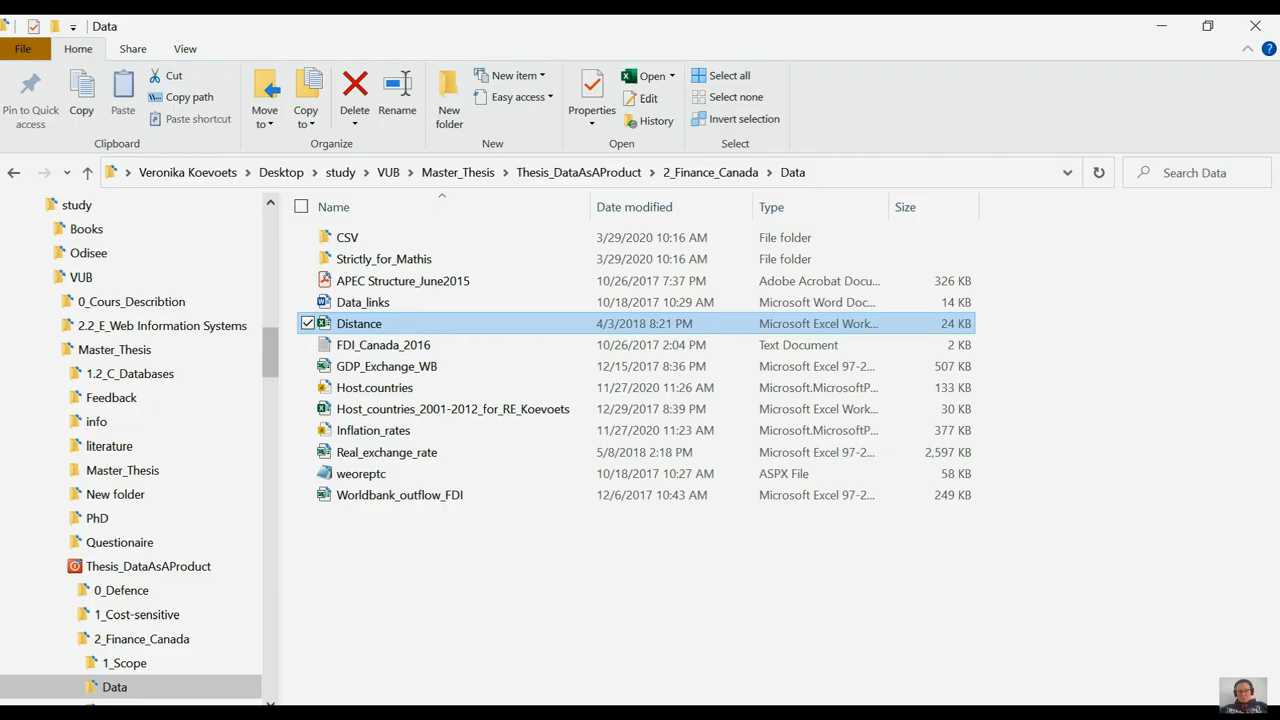 Data
File Home Share View
Pin to Quick access
Copy
Paste
Cut
Copy path
Paste shortcut
Clipboard
Move to
Copy to
Delete
Rename
Organize
New folder
New item
Easy access
New
Properties
Open
Edit
History
Open
Select all
Select none
Invert selection
Select
Veronika Koevoets > Desktop > study > VUB > Master_Thesis > Thesis_DataAsAProduct > 2_Finance_Canada > Data
Search Data
study
Books
Odisee
VUB
0_Cours_Describtion
2.2_E_Web Information Systems
Master_Thesis
1.2_C_Databases
Feedback
info
literature
Master_Thesis
New folder
PhD
Questionaire
Thesis_DataAsAProduct
0_Defence
1_Cost-sensitive
2_Finance_Canada
1_Scope
Data
Name Date modified Type Size
CSV 3/29/2020 10:16 AM File folder
Strictly_for_Mathis 3/29/2020 10:16 AM File folder
APEC Structure_June2015 10/26/2017 7:37 PM Adobe Acrobat Docu... 326 KB
Data_links 10/18/2017 10:29 AM Microsoft Word Doc... 14 KB
Distance 4/3/2018 8:21 PM Microsoft Excel Work... 24 KB
FDI_Canada_2016 10/26/2017 2:04 PM Text Document 2 KB
GDP_Exchange_WB 12/15/2017 8:36 PM Microsoft Excel 97-2... 507 KB
Host.countries 11/27/2020 11:26 AM Microsoft.MicrosoftP... 133 KB
Host_countries_2001-2012_for_RE_Koevoets 12/29/2017 8:39 PM Microsoft Excel Work... 30 KB
Inflation_rates 11/27/2020 11:23 AM Microsoft.MicrosoftP... 377 KB
Real_exchange_rate 5/8/2018 2:18 PM Microsoft Excel 97-2... 2,597 KB
weoreptc 10/18/2017 10:27 AM ASPX File 58 KB
Worldbank_outflow_FDI 12/6/2017 10:43 AM Microsoft Excel 97-2... 249 KB